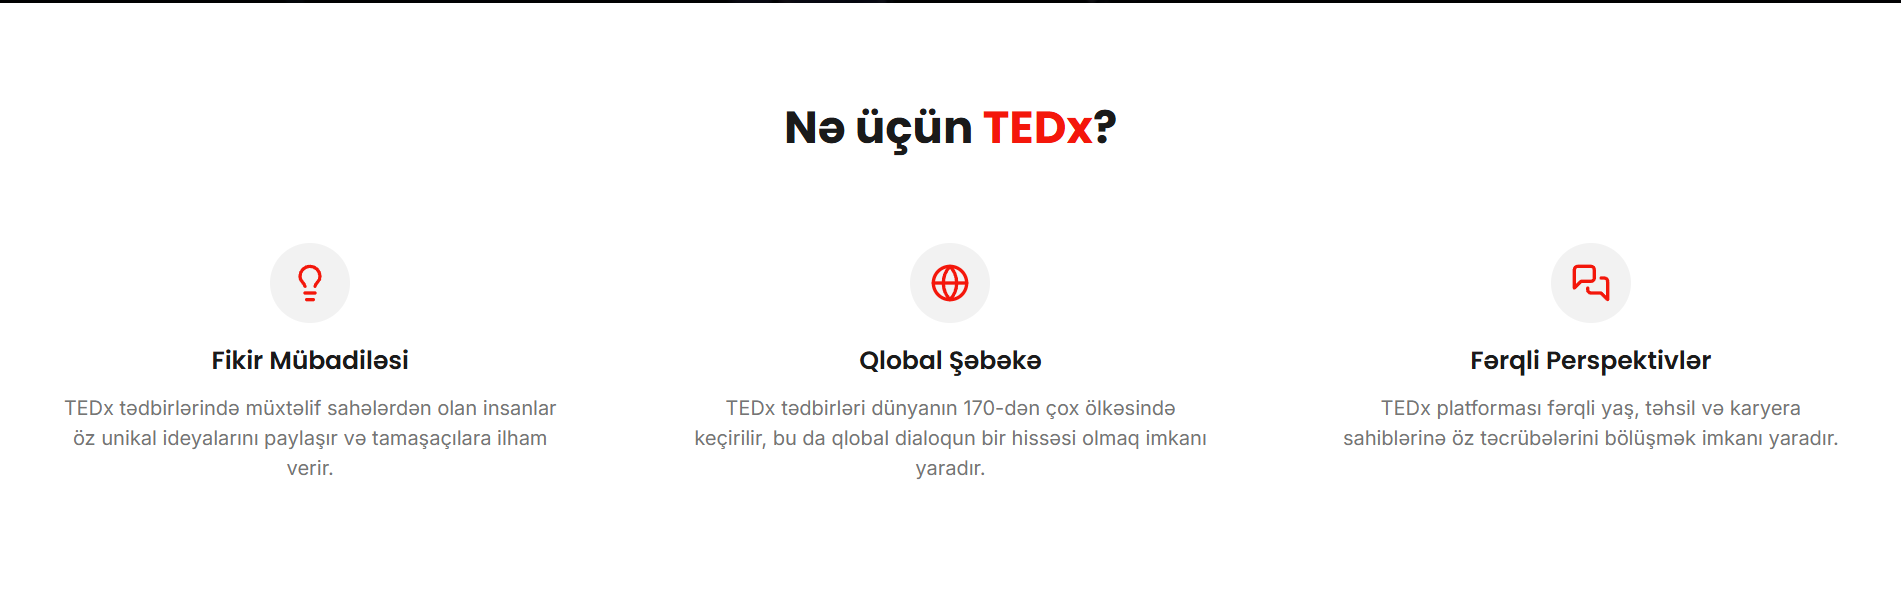 Nə üçün TEDx?
Fikir Mübadiləsi
TEDx tədbirlərində müxtəlif sahələrdən olan insanlar
öz unikal ideyalarını paylaşır və tamaşaçılara ilham
verir.
Qlobal Şəbəkə
TEDx tədbirləri dünyanın 170-dən çox ölkəsində
keçirilir, bu da qlobal dialoqun bir hissəsi olmaq imkanı
yaradır.
Fərqli Perspektivlər
TEDx platforması fərqli yaş, təhsil və karyera
sahiblərinə öz təcrübələrini bölüşmək imkanı yaradır.